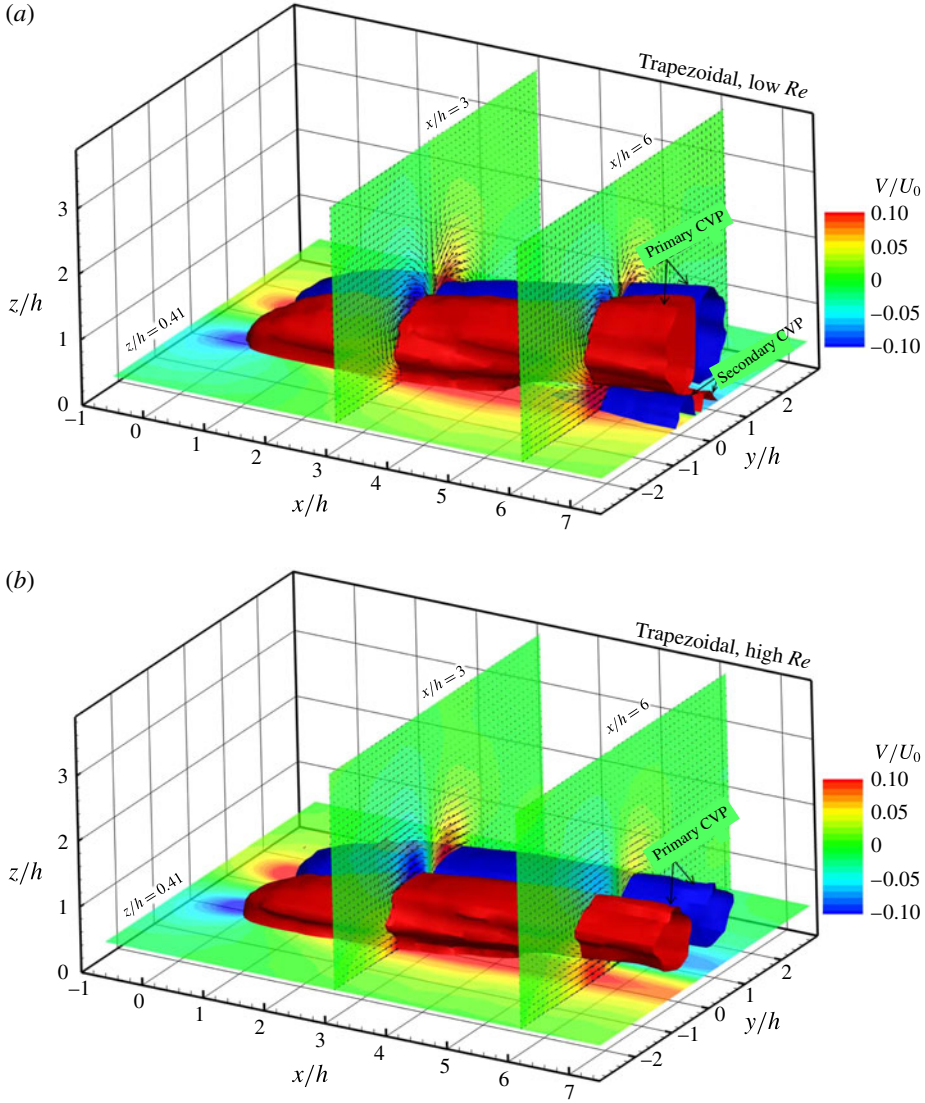 (a)
Trapezoidal, low Re
x/h = 3
x/h = 6
V/U0
Primary CVP
0.10
0.05
0
−0.05
−0.10
3
2
z/h
1
0
z/h = 0.41
Secondary CVP
−1
0
1
2
3
4
5
6
7
x/h
2
1
0
y/h
−1
−2
(b)
Trapezoidal, high Re
x/h = 3
x/h = 6
V/U0
Primary CVP
0.10
0.05
0
−0.05
−0.10
3
2
z/h
1
0
z/h = 0.41
−1
0
1
2
3
4
5
6
7
x/h
2
1
0
y/h
−1
−2